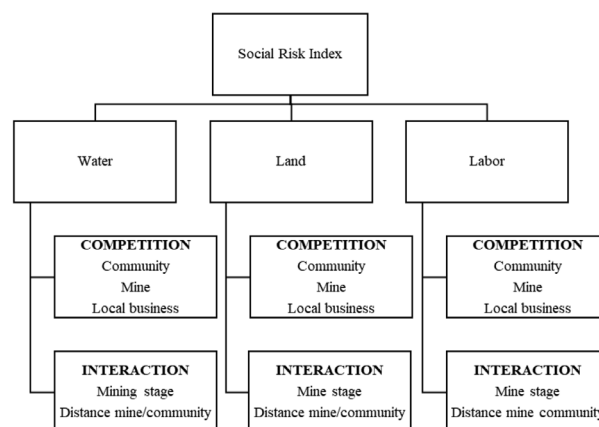 Social Risk Index
Water
Land
Labor
COMPETITION
Community
Mine
Local business
COMPETITION
Community
Mine
Local business
COMPETITION
Community
Mine
Local business
INTERACTION
Mining stage
Distance mine/community
INTERACTION
Mine stage
Distance mine/community
INTERACTION
Mine stage
Distance mine community